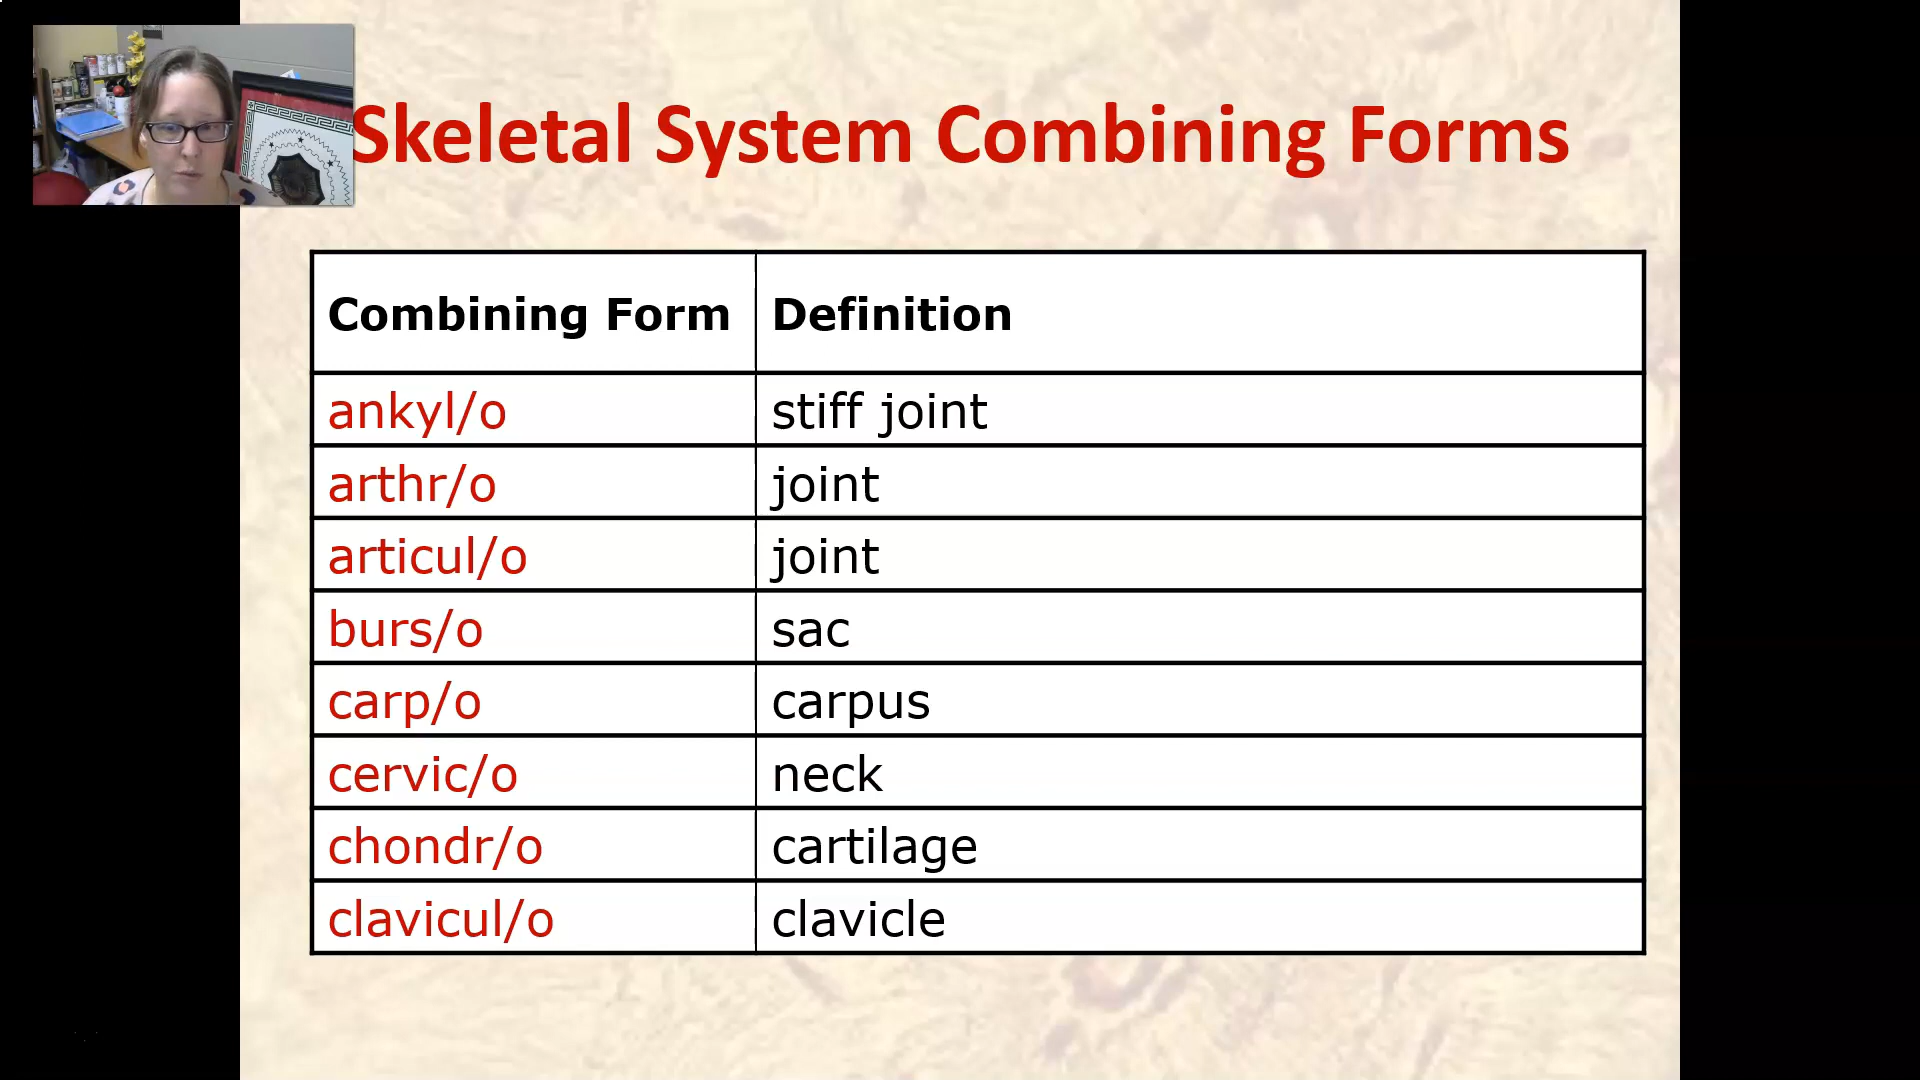 Skeletal System Combining Forms
Combining Form Definition
ankyl/o stiff joint
arthr/o joint
articul/o joint
burs/o sac
carp/o carpus
cervic/o neck
chondr/o cartilage
clavicul/o clavicle